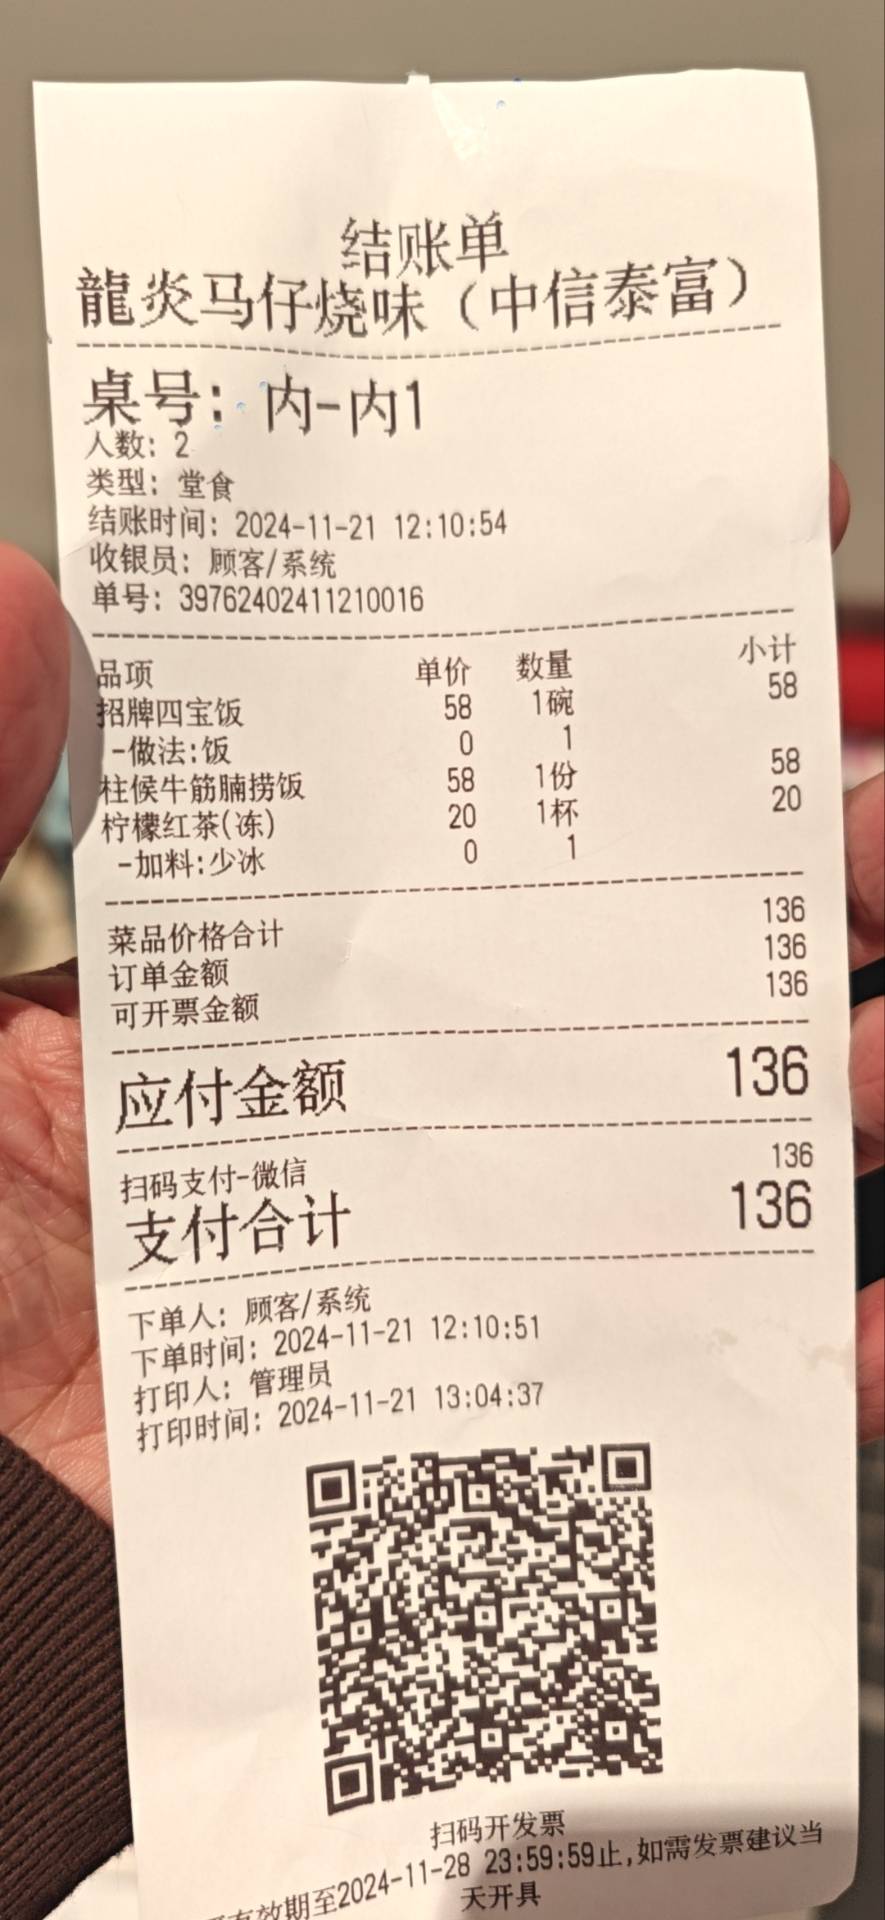 结账单
龍炎马仔烧味（中信泰富）
桌号：内-内1
人数：2
类型：堂食
结账时间：2024-11-21 12:10:54
收银员：顾客/系统
单号：39762402411210016
品项 单价 数量 小计
招牌四宝饭 58 1碗 58
-做法:饭 0 1
柱候牛筋腩捞饭 58 1份 58
柠檬红茶(冻) 20 1杯 20
-加料:少冰 0 1
菜品价格合计 136
订单金额 136
可开票金额 136
应付金额 136
扫码支付-微信 136
支付合计 136
下单人：顾客/系统
下单时间：2024-11-21 12:10:51
打印人：管理员
打印时间：2024-11-21 13:04:37
扫码开发票
有效期至2024-11-28 23:59:59止,如需发票建议当
天开具